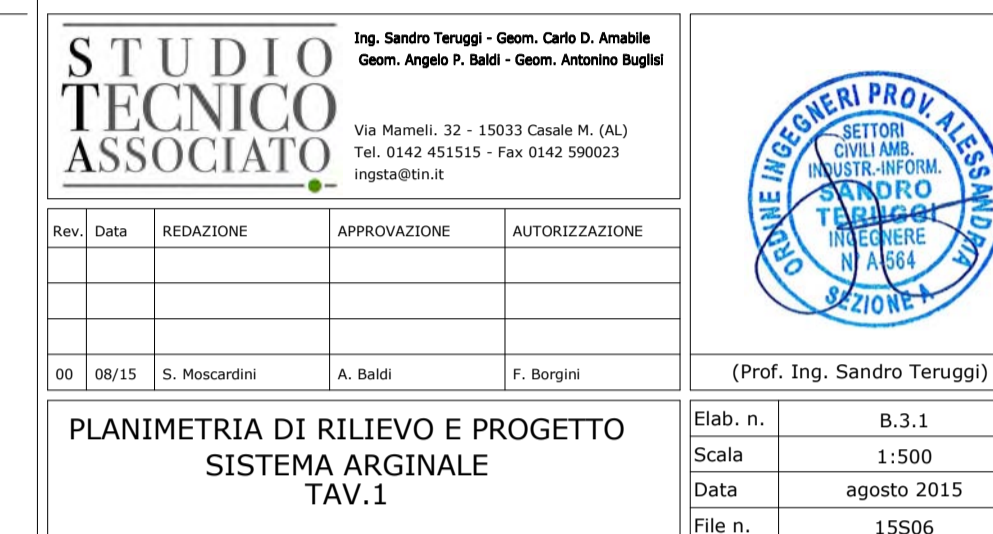 STUDIO
TECNICO
ASSOCIATO
Ing. Sandro Teruggi - Geom. Carlo D. Amabile
Geom. Angelo P. Baldi - Geom. Antonino Buglisi
Via Mameli. 32 - 15033 Casale M. (AL)
Tel. 0142 451515 - Fax 0142 590023
ingsta@tin.it
ORDINE INGEGNERI PROV. ALESSANDRIA
SETTORI
CIVILI AMB.
INDUSTR.-INFORM.
SANDRO
TERUGGI
INGEGNERE
N° A-564
SEZIONE A
(Prof. Ing. Sandro Teruggi)
Rev. Data REDAZIONE APPROVAZIONE AUTORIZZAZIONE
00 08/15 S. Moscardini A. Baldi F. Borgini
PLANIMETRIA DI RILIEVO E PROGETTO
SISTEMA ARGINALE
TAV.1
Elab. n. B.3.1
Scala 1:500
Data agosto 2015
File n. 15S06